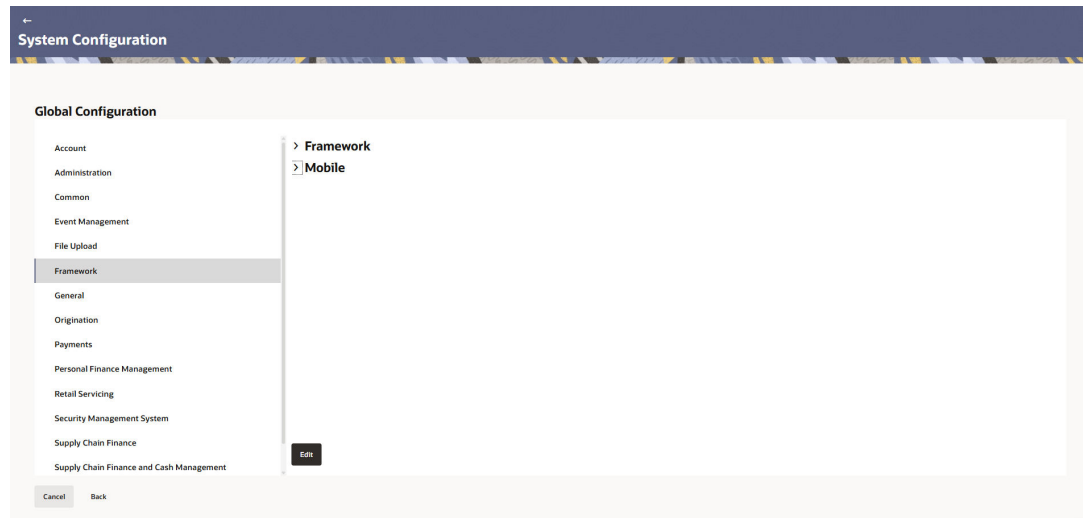 ←
System Configuration
Global Configuration
Account
Administration
Common
Event Management
File Upload
Framework
General
Origination
Payments
Personal Finance Management
Retail Servicing
Security Management System
Supply Chain Finance
Supply Chain Finance and Cash Management
> Framework
> Mobile
Edit
Cancel Back